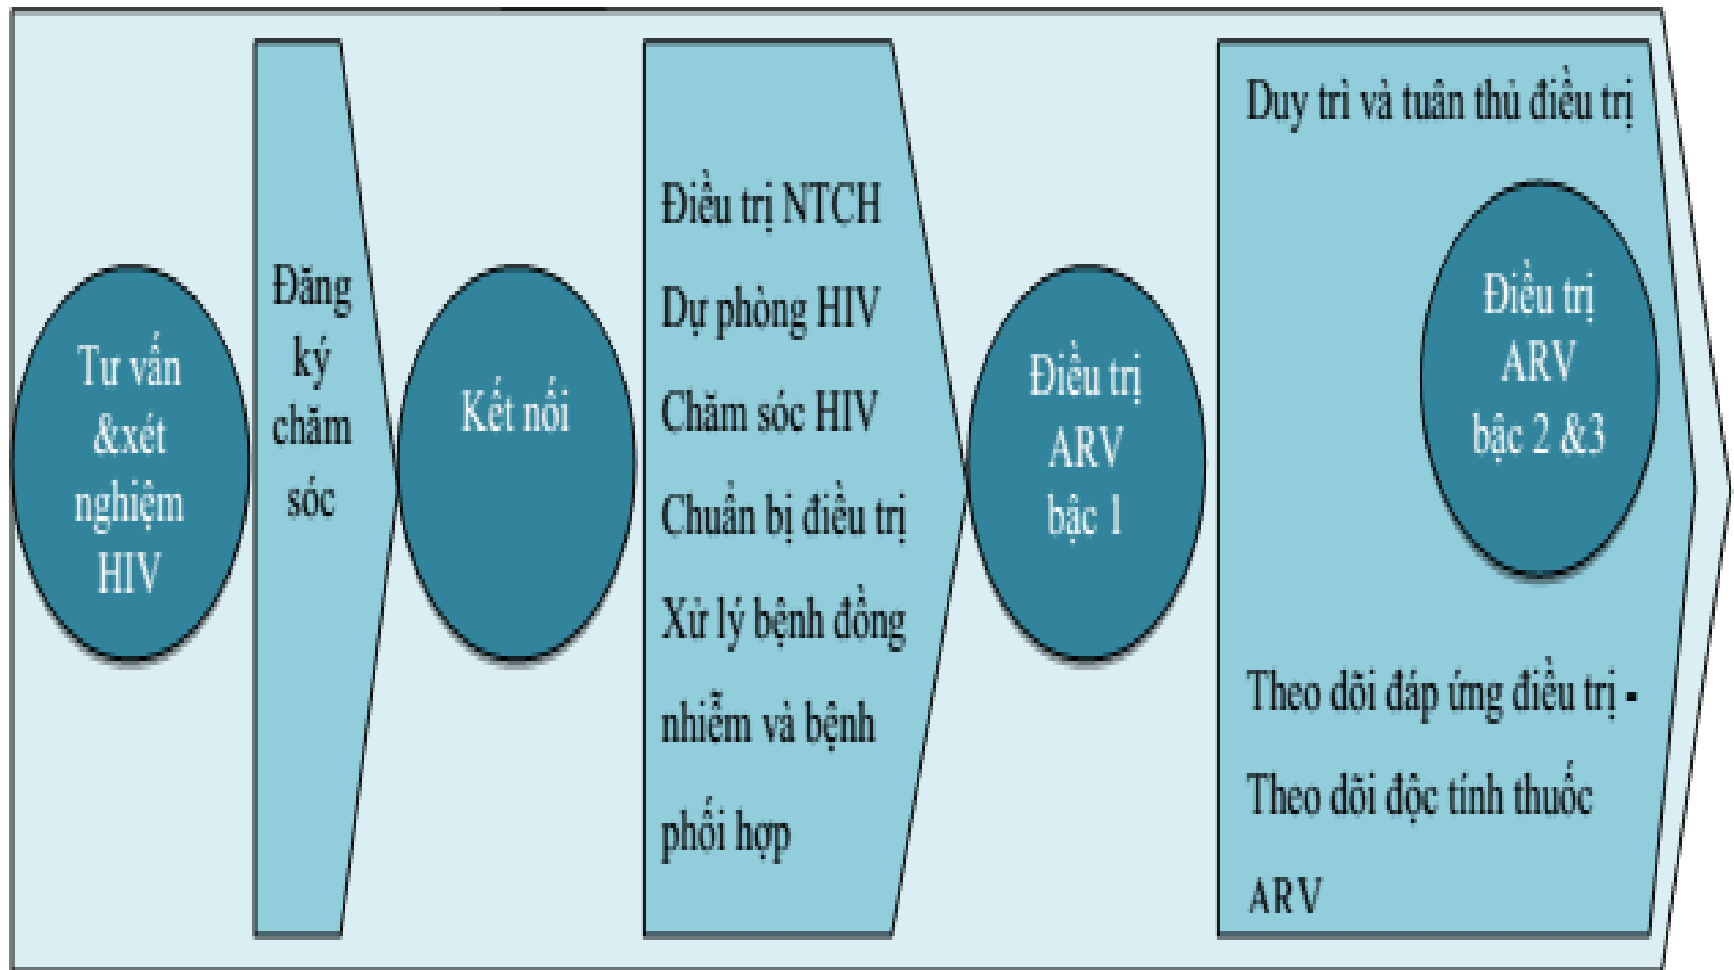 Tư vấn
&xét
nghiệm
HIV
Đăng
ký
chăm
sóc
Kết nối
Điều trị NTCH
Dự phòng HIV
Chăm sóc HIV
Chuẩn bị điều trị
Xử lý bệnh đồng
nhiễm và bệnh
phối hợp
Điều trị
ARV
bậc 1
Duy trì và tuân thủ điều trị
Điều trị
ARV
bậc 2 &3
Theo dõi đáp ứng điều trị -
Theo dõi độc tính thuốc
ARV